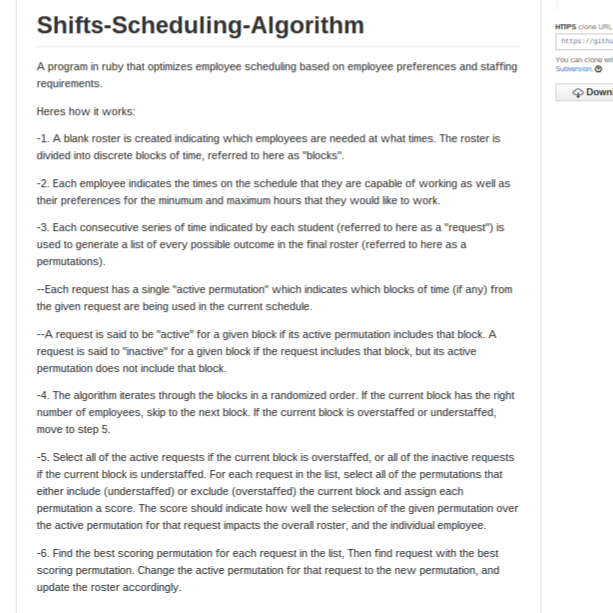 Shifts-Scheduling-Algorithm
A program in ruby that optimizes employee scheduling based on employee preferences and staffing
requirements.
Heres how it works:
-1. A blank roster is created indicating which employees are needed at what times. The roster is
divided into discrete blocks of time, referred to here as "blocks".
-2. Each employee indicates the times on the schedule that they are capable of working as well as
their preferences for the minimum and maximum hours that they would like to work.
-3. Each consecutive series of time indicated by each student (referred to here as a "request") is
used to generate a list of every possible outcome in the final roster (referred to here as a
permutations).
--Each request has a single "active permutation" which indicates which blocks of time (if any) from
the given request are being used in the current schedule.
--A request is said to be "active" for a given block if its active permutation includes that block. A
request is said to "inactive" for a given block if the request includes that block, but its active
permutation does not include that block.
-4. The algorithm iterates through the blocks in a randomized order. If the current block has the right
number of employees, skip to the next block. If the current block is overstaffed or understaffed,
move to step 5.
-5. Select all of the active requests if the current block is overstaffed, or all of the inactive requests
if the current block is understaffed. For each request in the list, select all of the permutations that
either include (understaffed) or exclude (overstaffed) the current block and assign each
permutation a score. The score should indicate how well the selection of the given permutation over
the active permutation for that request impacts the overall roster, and the individual employee.
-6. Find the best scoring permutation for each request in the list, Then find request with the best
scoring permutation. Change the active permutation for that request to the new permutation, and
update the roster accordingly.
HTTPS clone URL
https://githu
You can clone wit
Subversion.
Downl